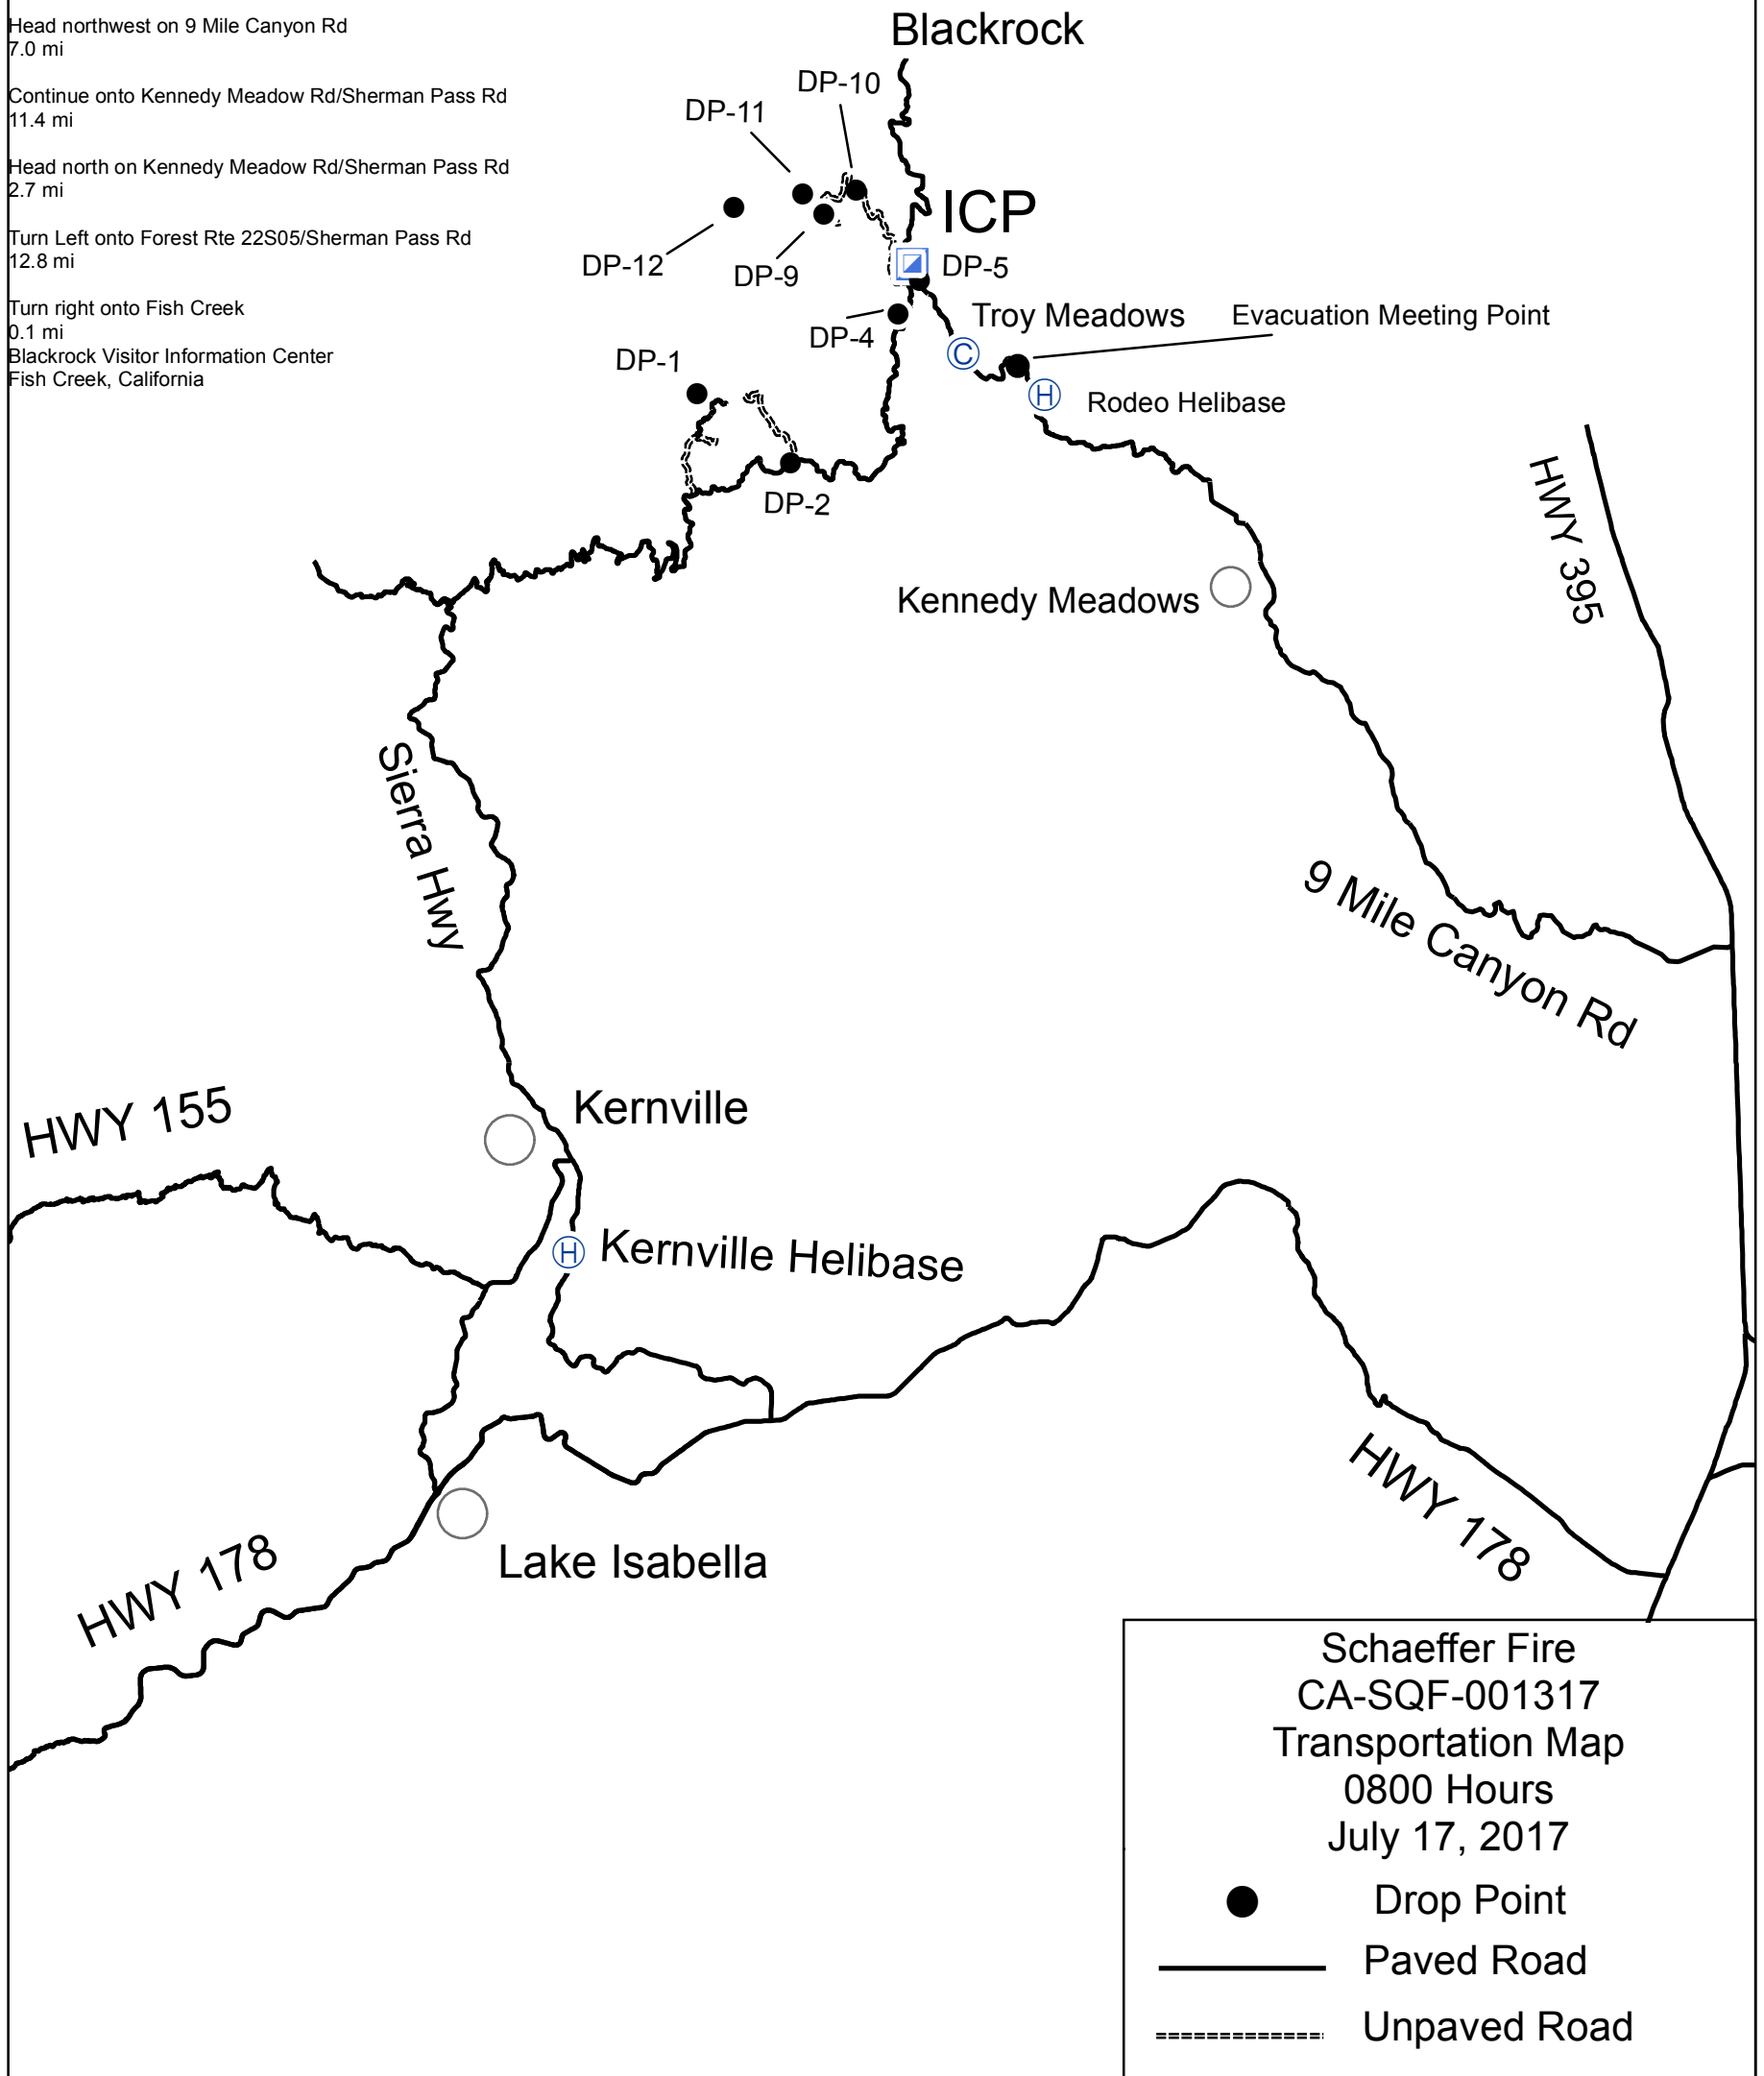 Head northwest on 9 Mile Canyon Rd
7.0 mi
Continue onto Kennedy Meadow Rd/Sherman Pass Rd
11.4 mi
Head north on Kennedy Meadow Rd/Sherman Pass Rd
2.7 mi
Turn Left onto Forest Rte 22S05/Sherman Pass Rd
12.8 mi
Turn right onto Fish Creek
0.1 mi
Blackrock Visitor Information Center
Fish Creek, California
Blackrock
DP-10
DP-11
ICP
DP-12
DP-9
DP-5
Troy Meadows
Evacuation Meeting Point
DP-4
DP-1
C
H
Rodeo Helibase
DP-2
HWY 395
Kennedy Meadows
Sierra Hwy
9 Mile Canyon Rd
HWY 155
Kernville
H
Kernville Helibase
HWY 178
Lake Isabella
HWY 178
Schaeffer Fire
CA-SQF-001317
Transportation Map
0800 Hours
July 17, 2017
Drop Point
Paved Road
Unpaved Road